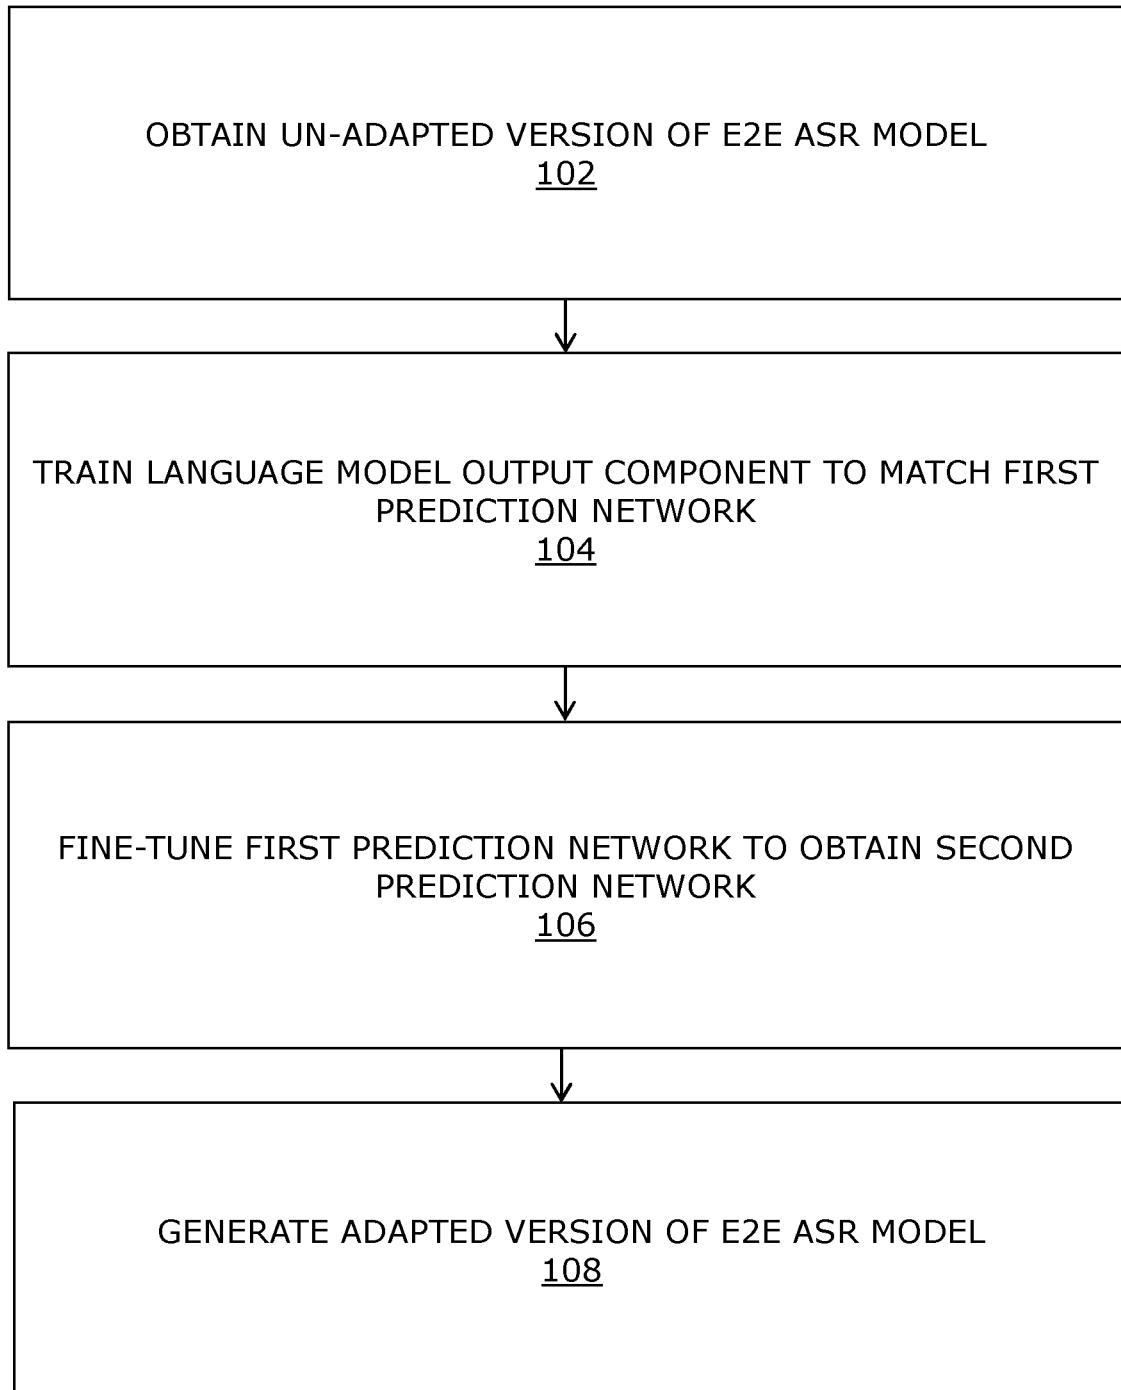 OBTAIN UN-ADAPTED VERSION OF E2E ASR MODEL
102
TRAIN LANGUAGE MODEL OUTPUT COMPONENT TO MATCH FIRST
PREDICTION NETWORK
104
FINE-TUNE FIRST PREDICTION NETWORK TO OBTAIN SECOND
PREDICTION NETWORK
106
GENERATE ADAPTED VERSION OF E2E ASR MODEL
108